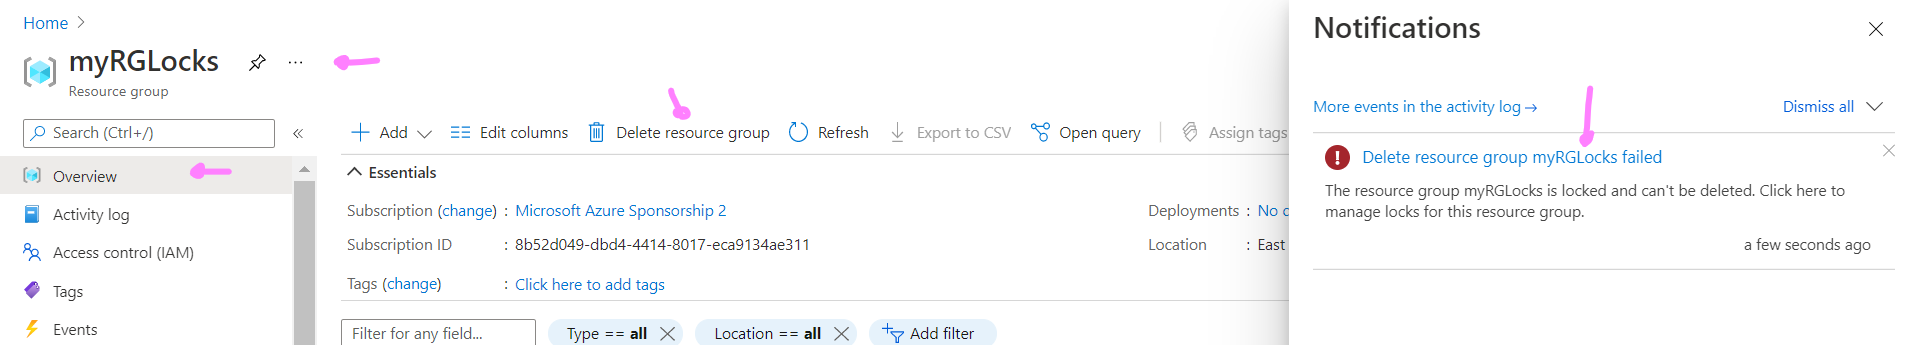 Home >
myRGLocks
Resource group
Search (Ctrl+/)
Overview
Activity log
Access control (IAM)
Tags
Events
Add
Edit columns
Delete resource group
Refresh
Export to CSV
Open query
Assign tags
Essentials
Subscription (change) : Microsoft Azure Sponsorship 2
Subscription ID : 8b52d049-dbd4-4414-8017-eca9134ae311
Tags (change) : Click here to add tags
Deployments : No
Location : East
Filter for any field...
Type == all
Location == all
Add filter
Notifications
More events in the activity log →
Dismiss all
Delete resource group myRGLocks failed
The resource group myRGLocks is locked and can't be deleted. Click here to
manage locks for this resource group.
a few seconds ago